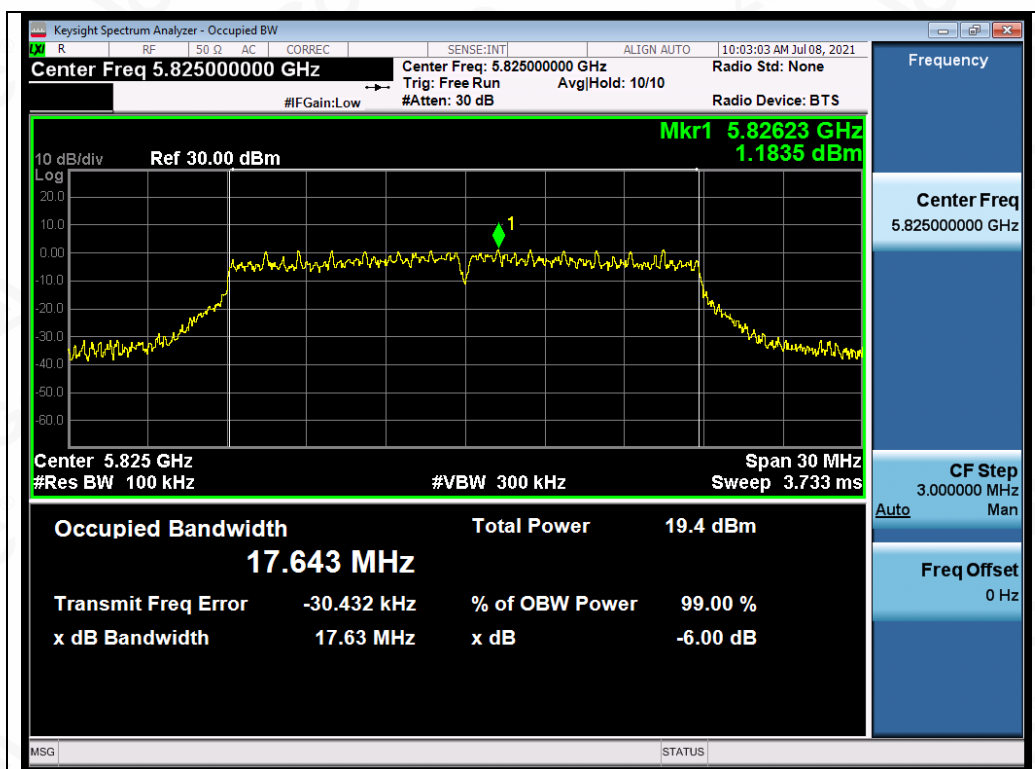 Keysight Spectrum Analyzer - Occupied BW
LXI R RF 50 Ω AC CORREC SENSE:INT ALIGN AUTO 10:03:03 AM Jul 08, 2021
Center Freq 5.825000000 GHz
Center Freq: 5.825000000 GHz Radio Std: None
Trig: Free Run Avg|Hold: 10/10
#IFGain:Low #Atten: 30 dB Radio Device: BTS
Mkr1 5.82623 GHz
1.1835 dBm
10 dB/div Ref 30.00 dBm
Log
20.0
10.0
0.00
-10.0
-20.0
-30.0
-40.0
-50.0
-60.0
1
Center 5.825 GHz Span 30 MHz
#Res BW 100 kHz #VBW 300 kHz Sweep 3.733 ms
Occupied Bandwidth Total Power 19.4 dBm
17.643 MHz
Transmit Freq Error -30.432 kHz % of OBW Power 99.00 %
x dB Bandwidth 17.63 MHz x dB -6.00 dB
Frequency
Center Freq
5.825000000 GHz
CF Step
3.000000 MHz
Auto Man
Freq Offset
0 Hz
MSG STATUS